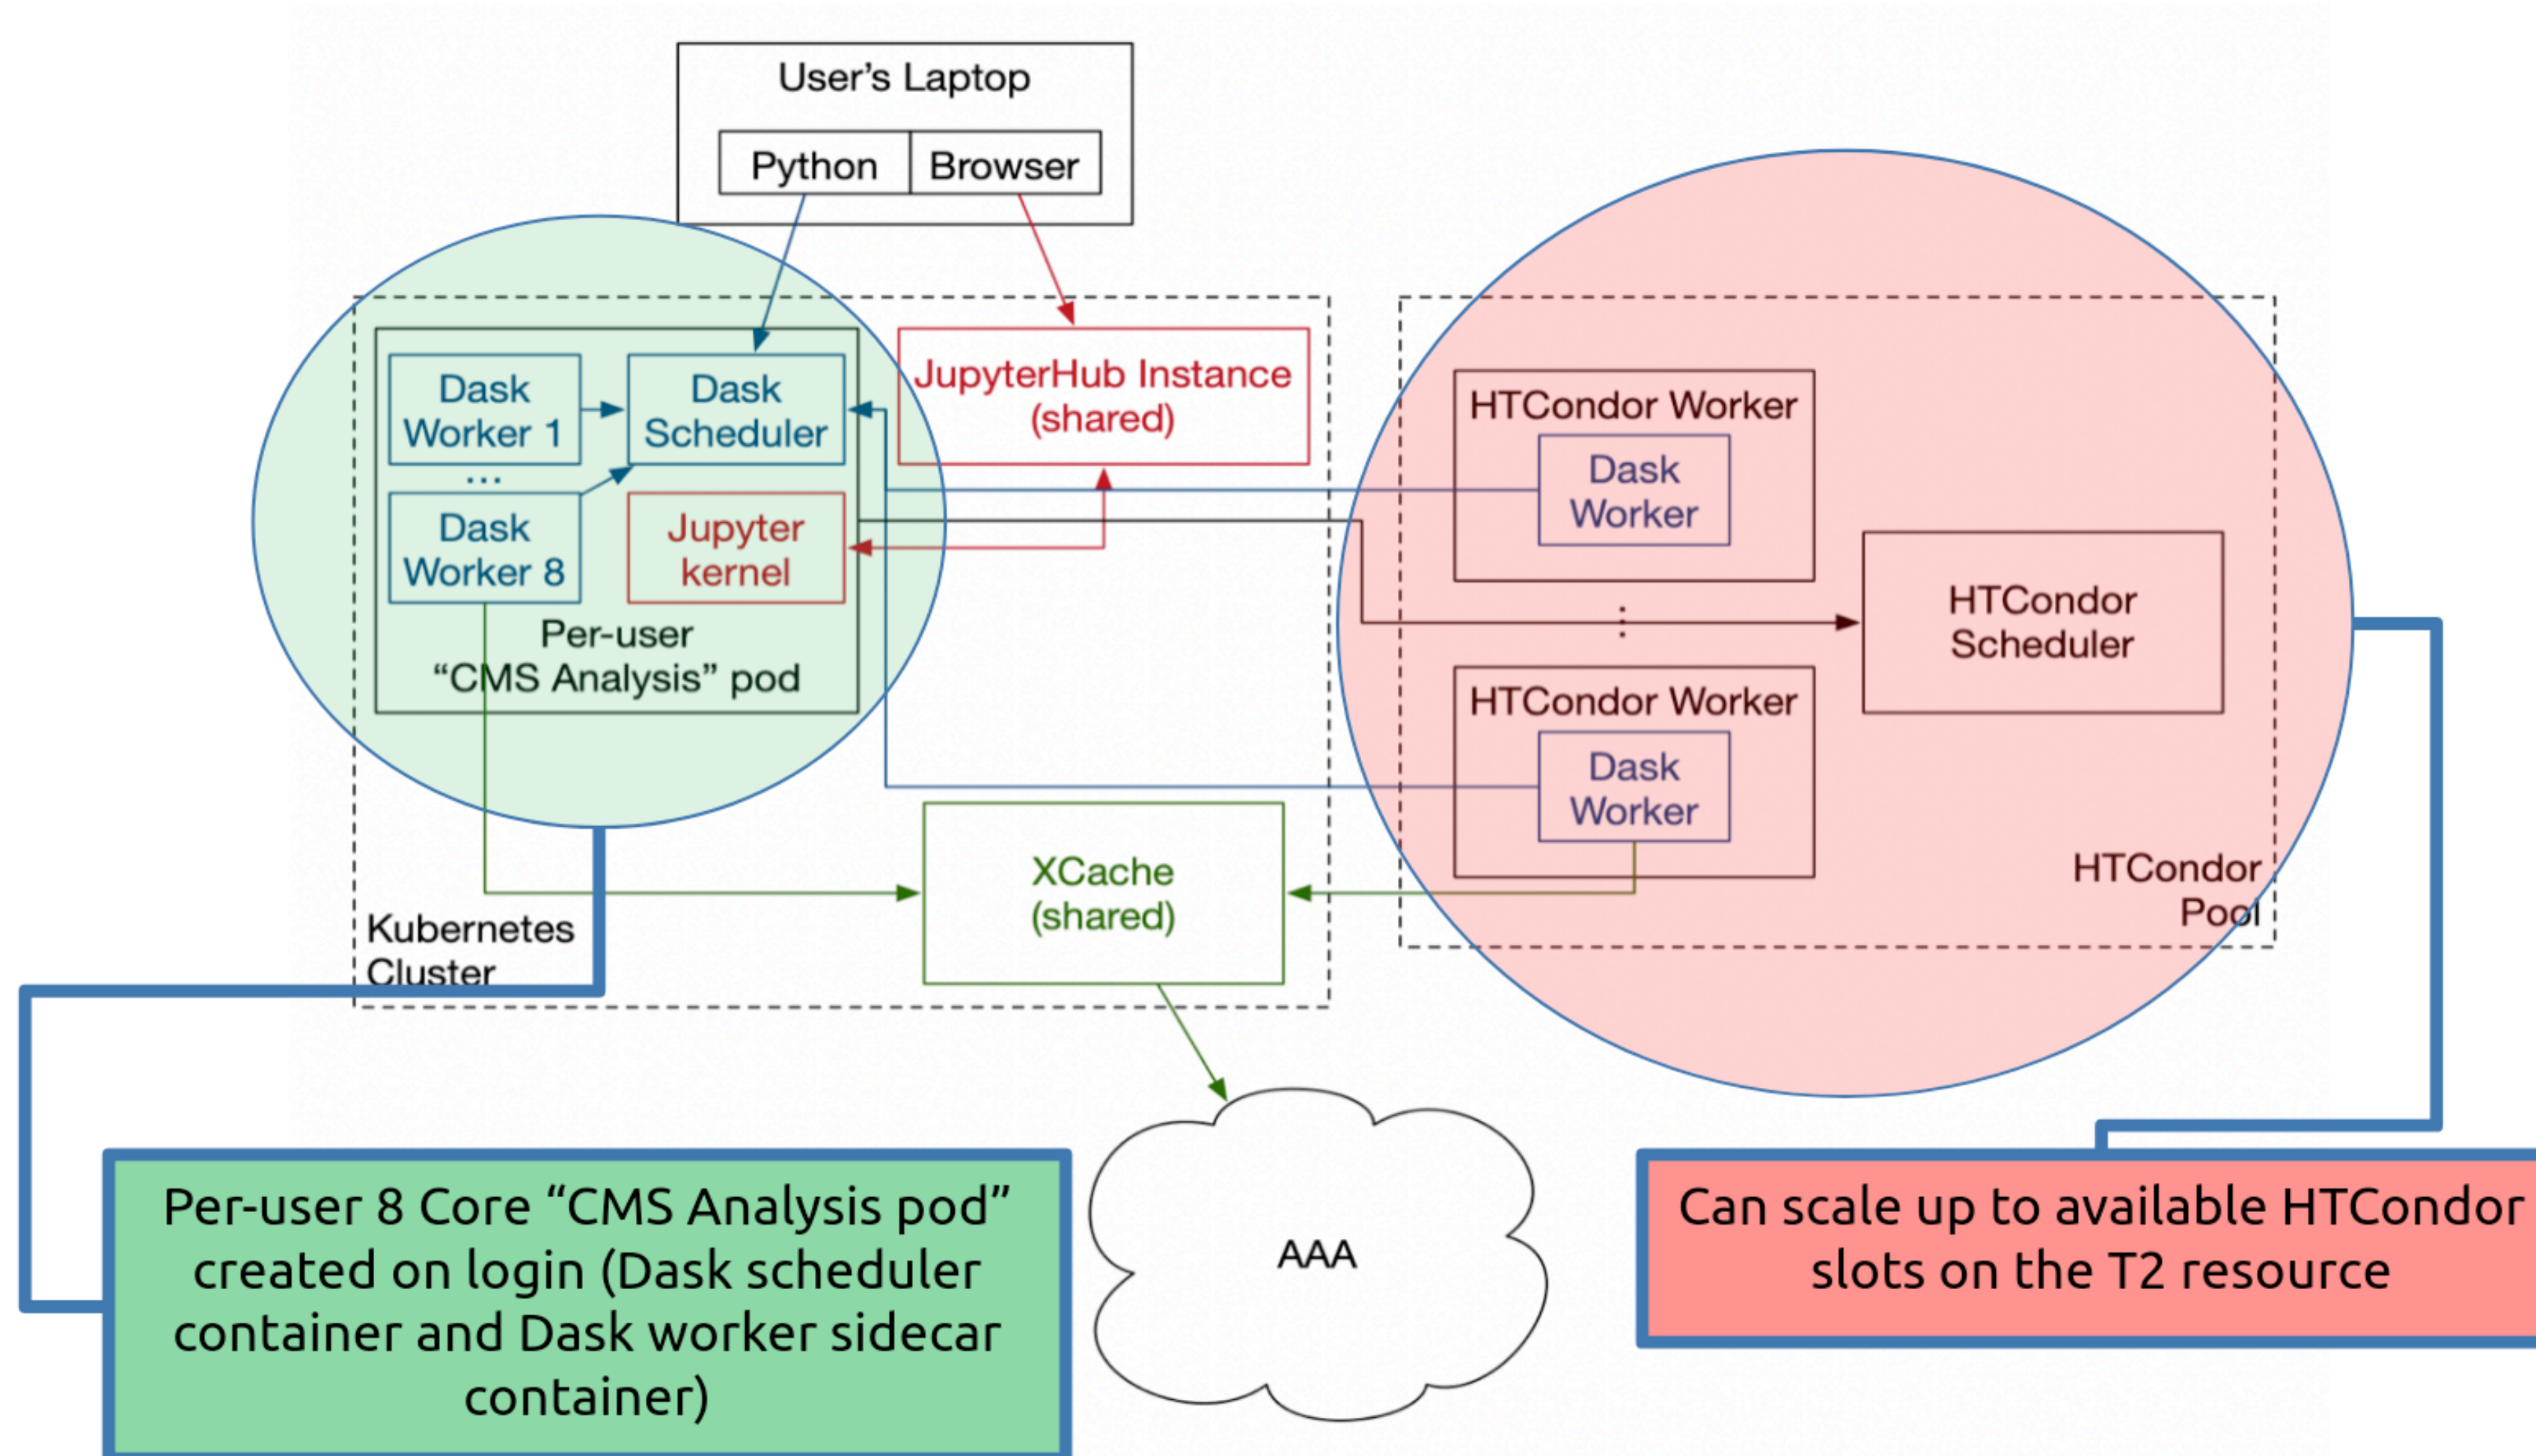 User's Laptop
Python
Browser
Dask
Worker 1
...
Dask
Worker 8
Dask
Scheduler
Jupyter
kernel
Per-user
“CMS Analysis” pod
JupyterHub Instance
(shared)
XCache
(shared)
Kubernetes
Cluster
HTCondor Worker
Dask
Worker
⋮
HTCondor Worker
Dask
Worker
HTCondor
Scheduler
HTCondor
Pool
AAA
Per-user 8 Core “CMS Analysis pod”
created on login (Dask scheduler
container and Dask worker sidecar
container)
Can scale up to available HTCondor
slots on the T2 resource